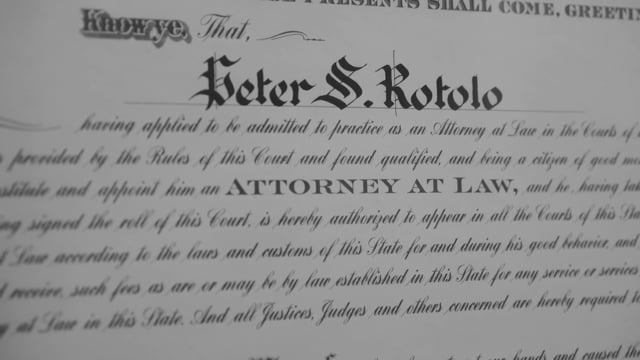 PRESENTS SHALL COME, GREETIN
Know ye, That,
Peter S. Rotolo
having applied to be admitted to practice as an Attorney at Law in the Courts of
provided by the Rules of this Court and found qualified, and being a citizen of good mo
stitute and appoint him an ATTORNEY AT LAW, and he, having ta
ng signed the roll of this Court, is hereby authorized to appear in all the Courts of this Sta
t Law according to the laws and customs of this State for and during his good behavior, and
d receive, such fees as are or may be by law established in this State for any service or services
y at Law in this State. And all Justices, Judges and others concerned are hereby required to
our hands and caused the